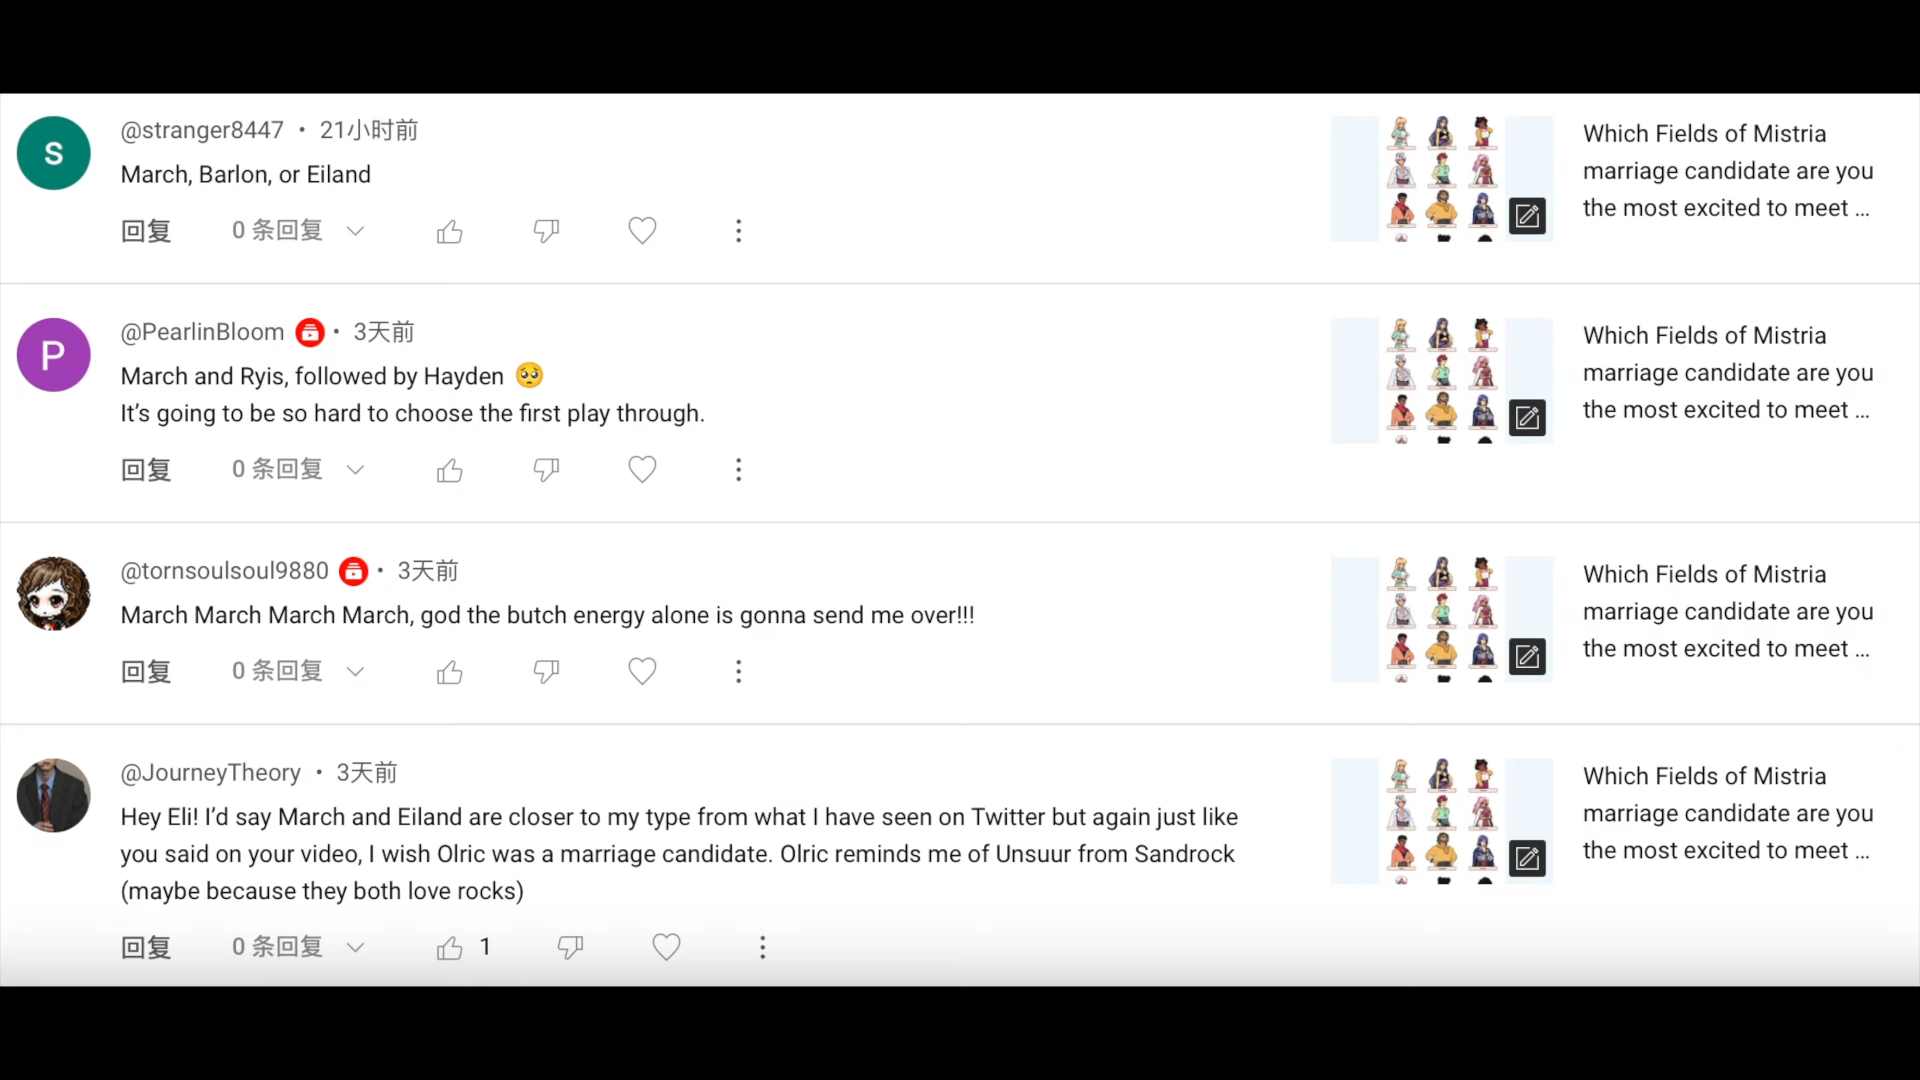 S
@stranger8447 • 21小时前
March, Barlon, or Eiland
回复 0 条回复
Which Fields of Mistria
marriage candidate are you
the most excited to meet ...
P
@PearlinBloom • 3天前
March and Ryis, followed by Hayden 🥺
It’s going to be so hard to choose the first play through.
回复 0 条回复
Which Fields of Mistria
marriage candidate are you
the most excited to meet ...
@tornsoulsoul9880 • 3天前
March March March March, god the butch energy alone is gonna send me over!!!
回复 0 条回复
Which Fields of Mistria
marriage candidate are you
the most excited to meet ...
@JourneyTheory • 3天前
Hey Eli! I’d say March and Eiland are closer to my type from what I have seen on Twitter but again just like
you said on your video, I wish Olric was a marriage candidate. Olric reminds me of Unsuur from Sandrock
(maybe because they both love rocks)
回复 0 条回复 1
Which Fields of Mistria
marriage candidate are you
the most excited to meet ...